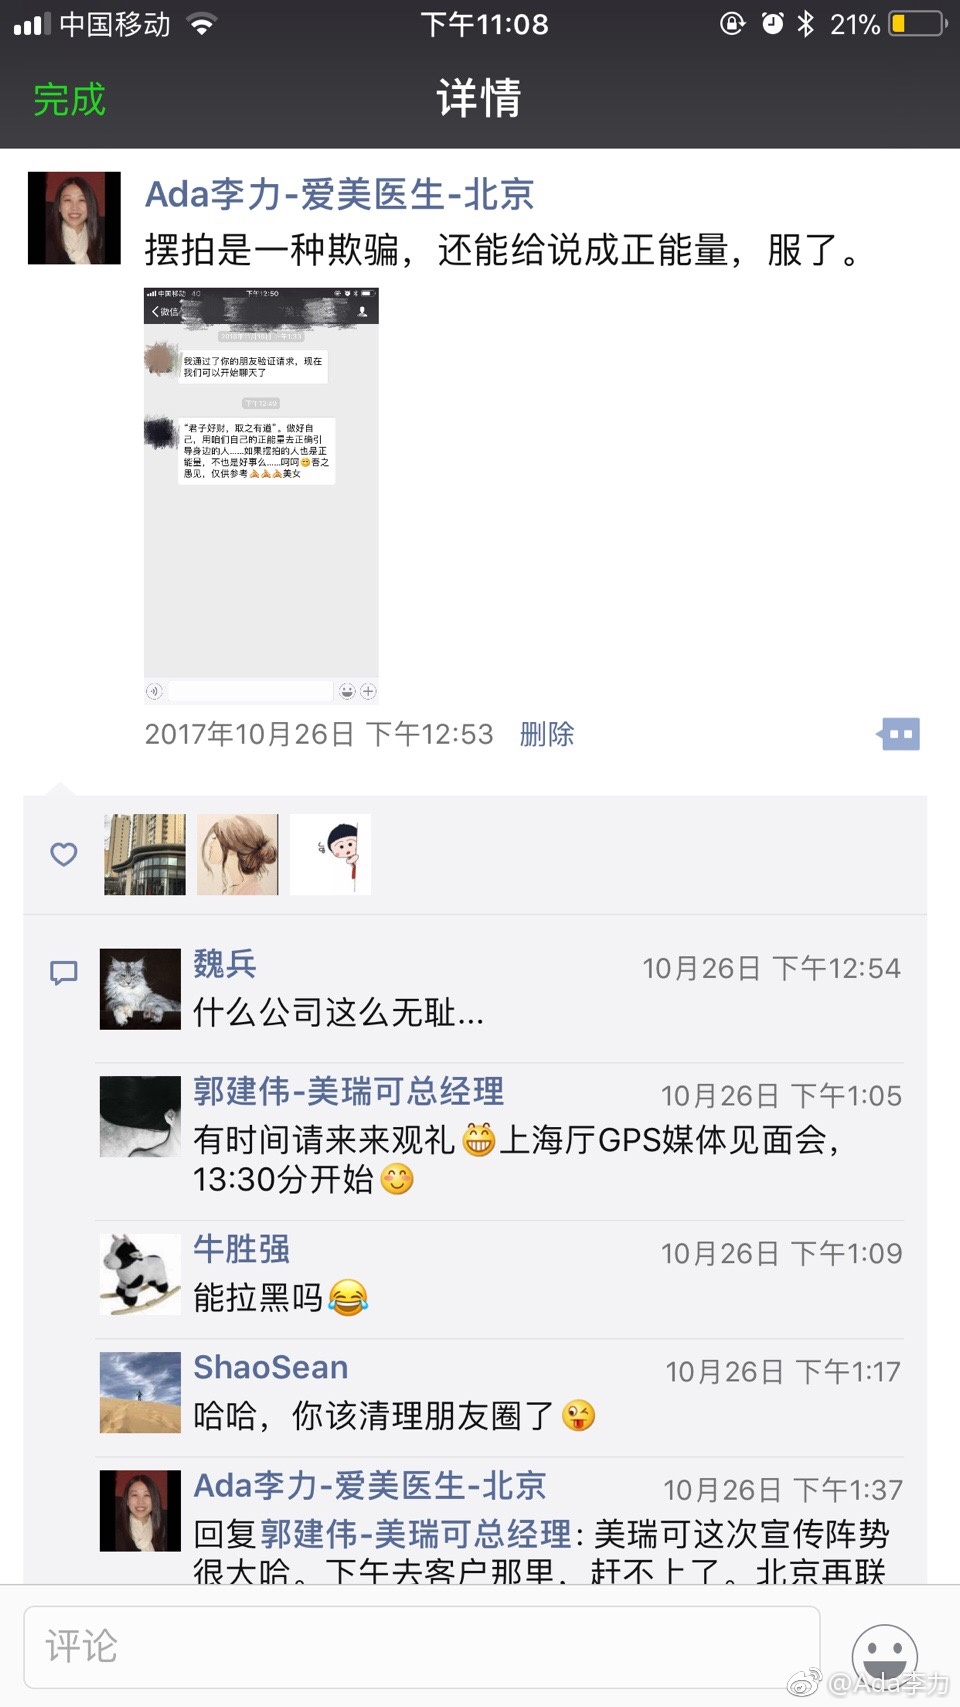 中国移动
下午11:08
21%
完成
详情
Ada李力-爱美医生-北京
摆拍是一种欺骗，还能给说成正能量，服了。
中国移动 4G
下午12:50
微信
我通过了你的朋友验证请求，现在
我们可以开始聊天了
下午12:49
“君子好财，取之有道”。做好自
己，用咱们自己的正能量去正确引
导身边的人……如果摆拍的人也是正
能量，不也是好事么……呵呵😊吾之
愚见，仅供参考🙏🙏🙏美女
2017年10月26日 下午12:53 删除
魏兵
10月26日 下午12:54
什么公司这么无耻...
郭建伟-美瑞可总经理
10月26日 下午1:05
有时间请来来观礼😁上海厅GPS媒体见面会，
13:30分开始😊
牛胜强
10月26日 下午1:09
能拉黑吗😂
ShaoSean
10月26日 下午1:17
哈哈，你该清理朋友圈了😜
Ada李力-爱美医生-北京
10月26日 下午1:37
回复郭建伟-美瑞可总经理: 美瑞可这次宣传阵势
很大哈。下午去客户那里，赶不上了。北京再联
评论
@Ada李力